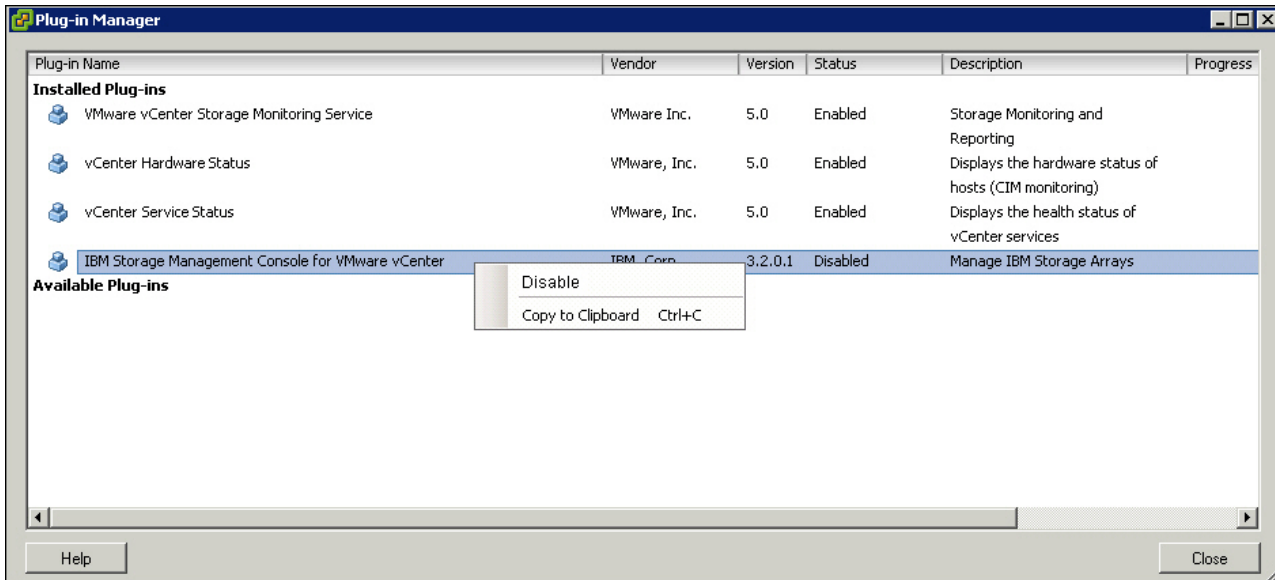 Plug-in Manager
Plug-in Name Vendor Version Status Description Progress
Installed Plug-ins
VMware vCenter Storage Monitoring Service VMware Inc. 5.0 Enabled Storage Monitoring and
Reporting
vCenter Hardware Status VMware, Inc. 5.0 Enabled Displays the hardware status of
hosts (CIM monitoring)
vCenter Service Status VMware, Inc. 5.0 Enabled Displays the health status of
vCenter services
IBM Storage Management Console for VMware vCenter IBM Corp 3.2.0.1 Disabled Manage IBM Storage Arrays
Available Plug-ins
Disable
Copy to Clipboard Ctrl+C
Help Close